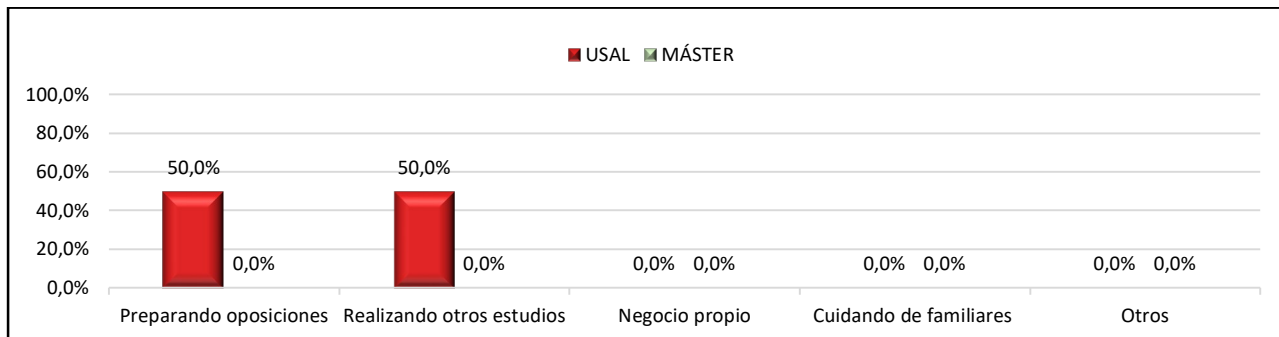 USAL MÁSTER
100,0%
80,0%
60,0%
40,0%
20,0%
0,0%
50,0% 0,0% 50,0% 0,0% 0,0% 0,0% 0,0% 0,0% 0,0% 0,0%
Preparando oposiciones Realizando otros estudios Negocio propio Cuidando de familiares Otros